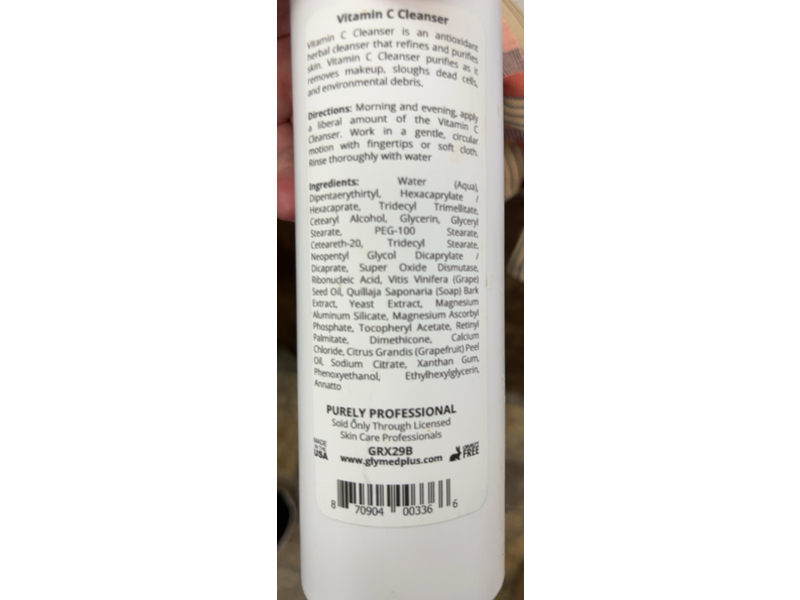 Vitamin C Cleanser
Vitamin C Cleanser is an antioxidant
herbal cleanser that refines and purifies
skin. Vitamin C Cleanser purifies as it
removes makeup, sloughs dead cells,
and environmental debris.
Directions: Morning and evening, apply
a liberal amount of the Vitamin C
Cleanser. Work in a gentle, circular
motion with fingertips or soft cloth.
Rinse thoroughly with water
Ingredients: Water (Aqua),
Dipentaerythirtyl, Hexacaprylate /
Hexacaprate, Tridecyl Trimellitate,
Cetearyl Alcohol, Glycerin, Glyceryl
Stearate, PEG-100 Stearate,
Ceteareth-20, Tridecyl Stearate,
Neopentyl Glycol Dicaprylate /
Dicaprate, Super Oxide Dismutase,
Ribonucleic Acid, Vitis Vinifera (Grape)
Seed Oil, Quillaja Saponaria (Soap) Bark
Extract, Yeast Extract, Magnesium
Aluminum Silicate, Magnesium Ascorbyl
Phosphate, Tocopheryl Acetate, Retinyl
Palmitate, Dimethicone, Calcium
Chloride, Citrus Grandis (Grapefruit) Peel
Oil, Sodium Citrate, Xanthan Gum,
Phenoxyethanol, Ethylhexylglycerin,
Annatto
PURELY PROFESSIONAL
Sold Only Through Licensed
Skin Care Professionals
MADE
IN THE
USA
GRX29B
www.glymedplus.com
CRUELTY
FREE
8 70904 00336 6